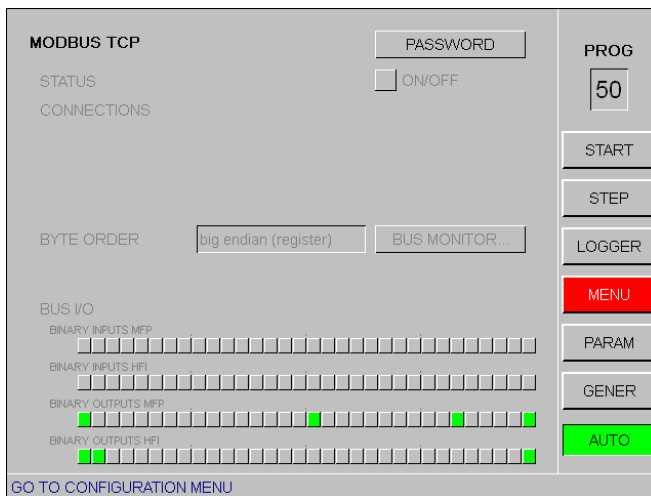 MODBUS TCP
PASSWORD
PROG
STATUS
ON/OFF
50
CONNECTIONS
START
STEP
BYTE ORDER
big endian (register)
BUS MONITOR...
LOGGER
MENU
BUS I/O
BINARY INPUTS MFP
PARAM
BINARY INPUTS HFI
GENER
BINARY OUTPUTS MFP
AUTO
BINARY OUTPUTS HFI
GO TO CONFIGURATION MENU